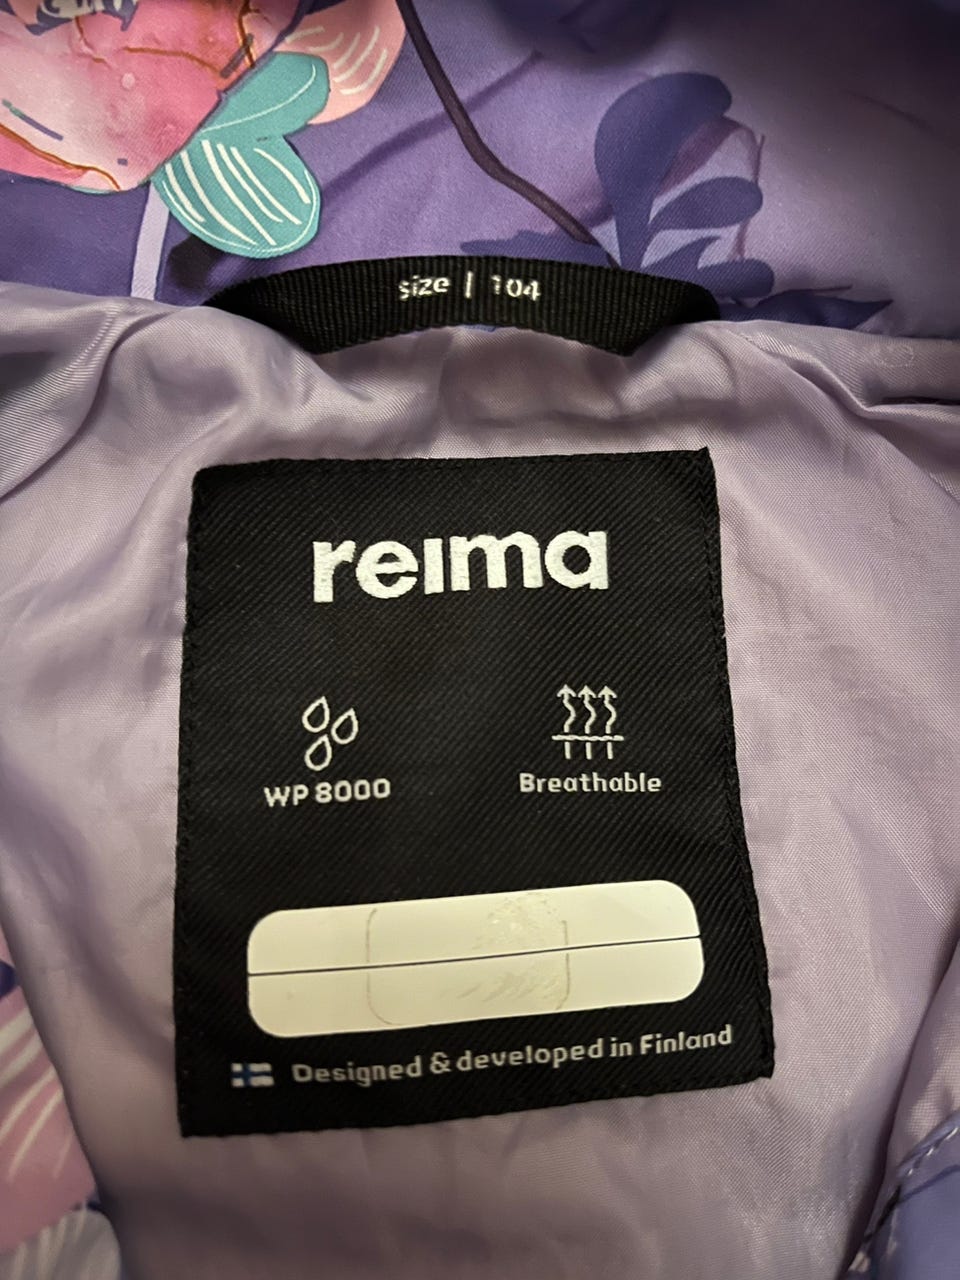 size | 104
reima
WP 8000
Breathable
Designed & developed in Finland